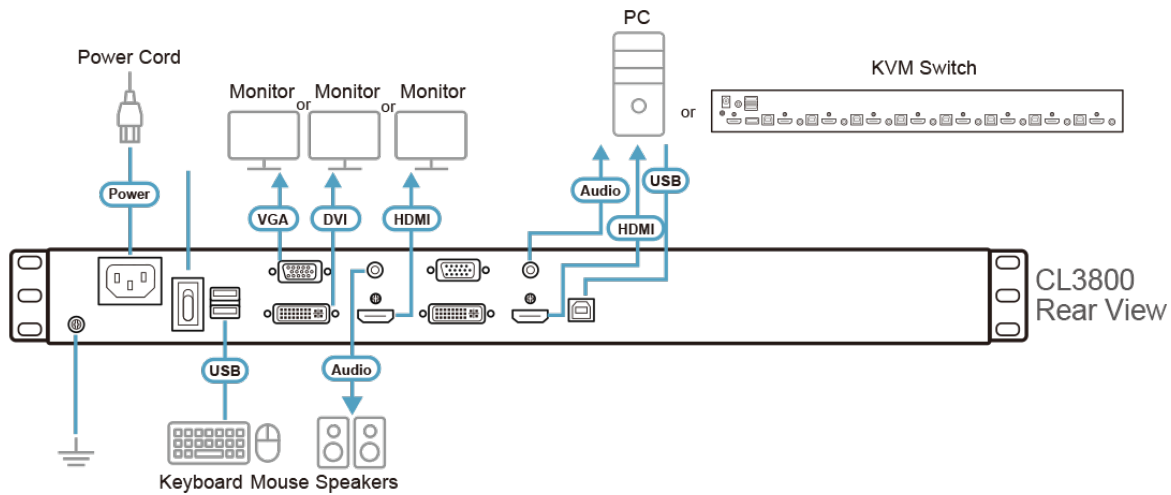 PC
Power Cord
KVM Switch
Monitor or Monitor or Monitor
or
Power
Audio
USB
VGA
DVI
HDMI
HDMI
CL3800
Rear View
USB
Audio
Keyboard Mouse Speakers